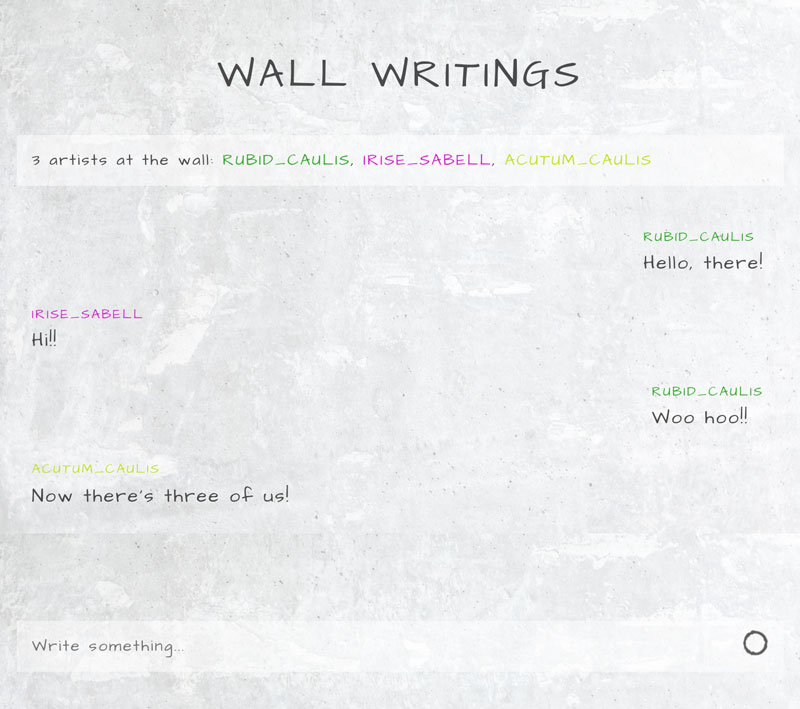 WALL WRITINGS
3 artists at the wall: RUBID_CAULIS, IRISE_SABELL, ACUTUM_CAULIS
RUBID_CAULIS
Hello, there!
IRISE_SABELL
Hi!!
RUBID_CAULIS
Woo hoo!!
ACUTUM_CAULIS
Now there's three of us!
Write something...